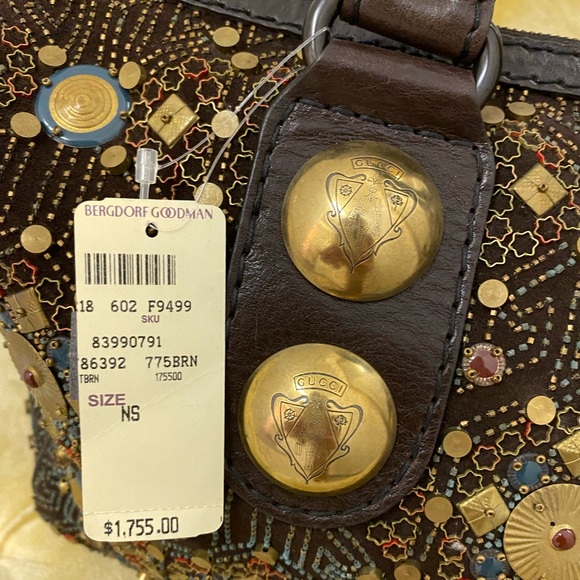 BERGDORF GOODMAN
18 602 F9499
SKU
83990791
86392 775BRN
TBRN 175500
SIZE
NS
$1,755.00
GUCCI
GUCCI